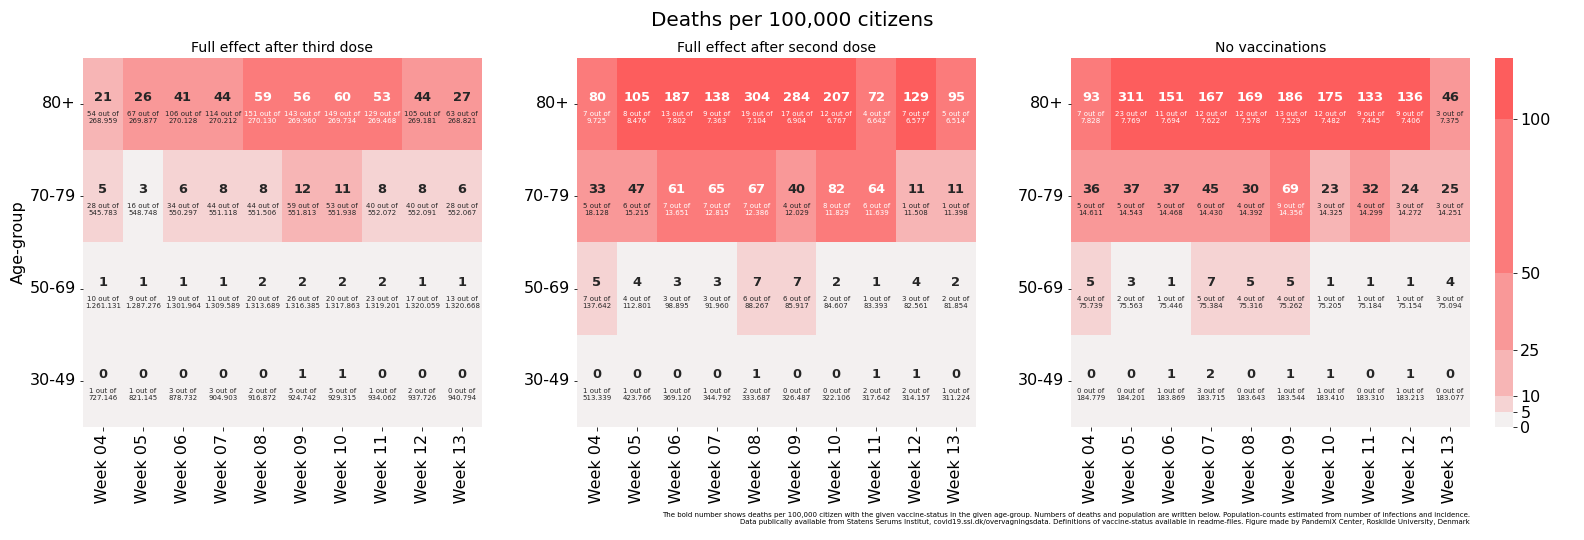 Deaths per 100,000 citizens
Full effect after third dose
Age-group
80+
21 26 41 44 59 56 60 53 44 27
54 out of 67 out of 106 out of 114 out of 151 out of 143 out of 149 out of 129 out of 105 out of 63 out of
268.959 269.877 270.128 270.212 270.130 269.960 269.734 269.468 269.181 268.821
70-79
5 3 6 8 8 12 11 8 8 6
28 out of 16 out of 34 out of 44 out of 44 out of 59 out of 53 out of 40 out of 40 out of 28 out of
545.783 548.748 550.297 551.118 551.506 551.813 551.938 552.072 552.091 552.067
50-69
1 1 1 1 2 2 2 2 1 1
10 out of 9 out of 19 out of 11 out of 20 out of 26 out of 20 out of 23 out of 17 out of 13 out of
1.261.131 1.287.276 1.301.964 1.309.589 1.313.689 1.316.385 1.317.863 1.319.201 1.320.059 1.320.668
30-49
0 0 0 0 0 1 1 0 0 0
1 out of 1 out of 3 out of 3 out of 2 out of 5 out of 5 out of 1 out of 2 out of 0 out of
727.146 821.145 878.732 904.903 916.872 924.742 929.315 934.062 937.726 940.794
Week 04 Week 05 Week 06 Week 07 Week 08 Week 09 Week 10 Week 11 Week 12 Week 13
Full effect after second dose
80+
80 105 187 138 304 284 207 72 129 95
7 out of 8 out of 13 out of 9 out of 19 out of 17 out of 12 out of 4 out of 7 out of 5 out of
9.725 8.476 7.802 7.363 7.104 6.904 6.767 6.642 6.577 6.514
70-79
33 47 61 65 67 40 82 64 11 11
5 out of 6 out of 7 out of 7 out of 7 out of 4 out of 8 out of 6 out of 1 out of 1 out of
18.128 15.215 13.651 12.815 12.386 12.029 11.829 11.639 11.508 11.398
50-69
5 4 3 3 7 7 2 1 4 2
7 out of 4 out of 3 out of 3 out of 6 out of 6 out of 2 out of 1 out of 3 out of 2 out of
137.642 112.801 98.895 91.960 88.267 85.917 84.607 83.393 82.561 81.854
30-49
0 0 0 0 1 0 0 1 1 0
1 out of 0 out of 1 out of 1 out of 2 out of 0 out of 0 out of 2 out of 2 out of 1 out of
513.339 423.766 369.120 344.792 333.687 326.487 322.106 317.642 314.157 311.224
Week 04 Week 05 Week 06 Week 07 Week 08 Week 09 Week 10 Week 11 Week 12 Week 13
No vaccinations
80+
93 311 151 167 169 186 175 133 136 46
7 out of 23 out of 11 out of 12 out of 12 out of 13 out of 12 out of 9 out of 9 out of 3 out of
7.828 7.769 7.694 7.622 7.578 7.529 7.482 7.445 7.406 7.375
70-79
36 37 37 45 30 69 23 32 24 25
5 out of 5 out of 5 out of 6 out of 4 out of 9 out of 3 out of 4 out of 3 out of 3 out of
14.611 14.543 14.468 14.430 14.392 14.356 14.325 14.299 14.272 14.251
50-69
5 3 1 7 5 5 1 1 1 4
4 out of 2 out of 1 out of 5 out of 4 out of 4 out of 1 out of 1 out of 1 out of 3 out of
75.739 75.563 75.446 75.384 75.316 75.262 75.205 75.184 75.154 75.094
30-49
0 0 1 2 0 1 1 0 1 0
0 out of 0 out of 1 out of 3 out of 0 out of 1 out of 1 out of 0 out of 1 out of 0 out of
184.779 184.201 183.869 183.715 183.643 183.544 183.410 183.310 183.213 183.077
Week 04 Week 05 Week 06 Week 07 Week 08 Week 09 Week 10 Week 11 Week 12 Week 13
100
50
25
10
5
0
The bold number shows deaths per 100,000 citizen with the given vaccine-status in the given age-group. Numbers of deaths and population are written below. Population-counts estimated from number of infections and incidence.
Data publically available from Statens Serums Institut, covid19.ssi.dk/overvagningsdata. Definitions of vaccine-status available in readme-files. Figure made by PandemiX Center, Roskilde University, Denmark